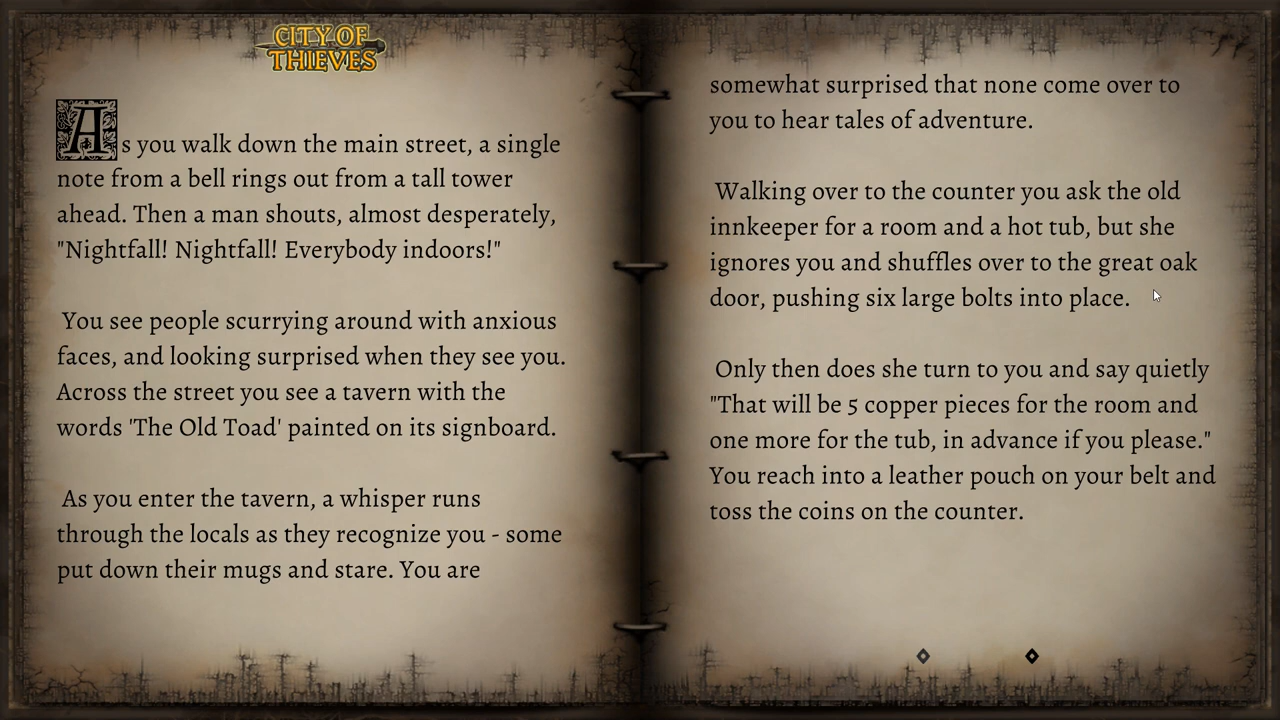 CITY OF
THIEVES
As you walk down the main street, a single
note from a bell rings out from a tall tower
ahead. Then a man shouts, almost desperately,
"Nightfall! Nightfall! Everybody indoors!"
You see people scurrying around with anxious
faces, and looking surprised when they see you.
Across the street you see a tavern with the
words 'The Old Toad' painted on its signboard.
As you enter the tavern, a whisper runs
through the locals as they recognize you - some
put down their mugs and stare. You are
somewhat surprised that none come over to
you to hear tales of adventure.
Walking over to the counter you ask the old
innkeeper for a room and a hot tub, but she
ignores you and shuffles over to the great oak
door, pushing six large bolts into place.
Only then does she turn to you and say quietly
"That will be 5 copper pieces for the room and
one more for the tub, in advance if you please."
You reach into a leather pouch on your belt and
toss the coins on the counter.